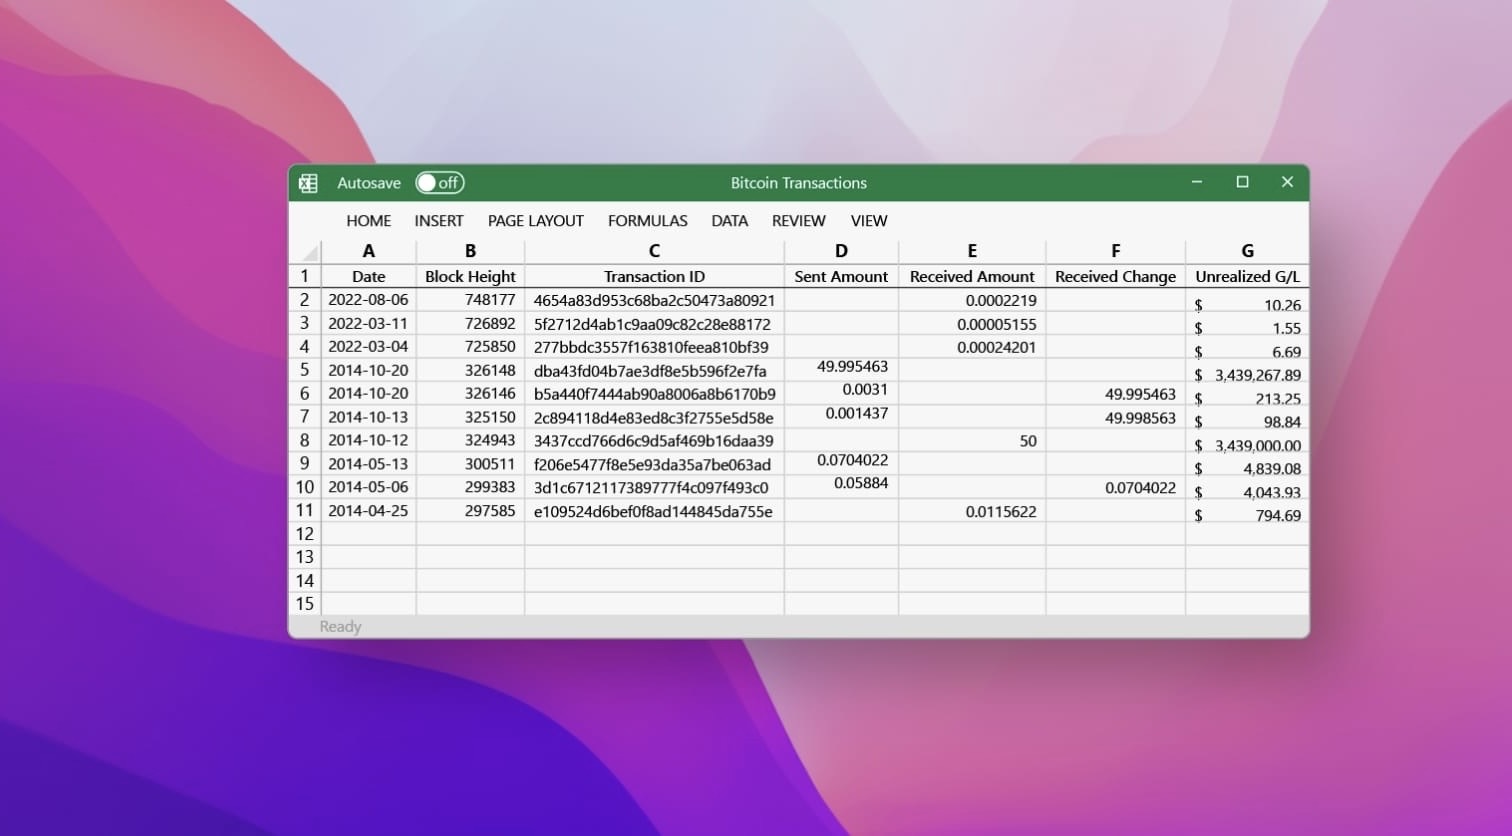 Autosave off Bitcoin Transactions
HOME INSERT PAGE LAYOUT FORMULAS DATA REVIEW VIEW
A B C D E F G
1 Date Block Height Transaction ID Sent Amount Received Amount Received Change Unrealized G/L
2 2022-08-06 748177 4654a83d953c68ba2c50473a80921 0.0002219 $ 10.26
3 2022-03-11 726892 5f2712d4ab1c9aa09c82c28e88172 0.00005155 $ 1.55
4 2022-03-04 725850 277bbdc3557f163810feea810bf39 0.00024201 $ 6.69
5 2014-10-20 326148 dba43fd04b7ae3df8e5b596f2e7fa 49.995463 $ 3,439,267.89
6 2014-10-20 326146 b5a440f7444ab90a8006a8b6170b9 0.0031 49.995463 $ 213.25
7 2014-10-13 325150 2c894118d4e83ed8c3f2755e5d58e 0.001437 49.998563 $ 98.84
8 2014-10-12 324943 3437ccd766d6c9d5af469b16daa39 50 $ 3,439,000.00
9 2014-05-13 300511 f206e5477f8e5e93da35a7be063ad 0.0704022 $ 4,839.08
10 2014-05-06 299383 3d1c6712117389777f4c097f493c0 0.05884 0.0704022 $ 4,043.93
11 2014-04-25 297585 e109524d6bef0f8ad144845da755e 0.0115622 $ 794.69
12
13
14
15
Ready